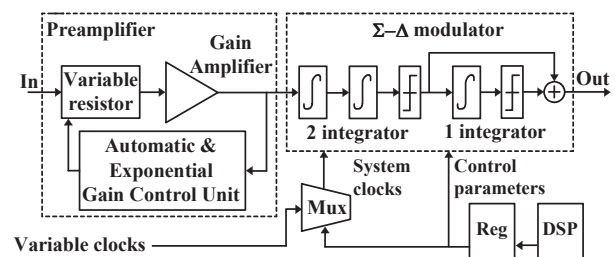 Preamplifier
Σ−Δ modulator
Gain
Amplifier
In
Variable
resistor
Out
2 integrator
1 integrator
Automatic &
Exponential
Gain Control Unit
System
clocks
Control
parameters
Mux
Reg
DSP
Variable clocks